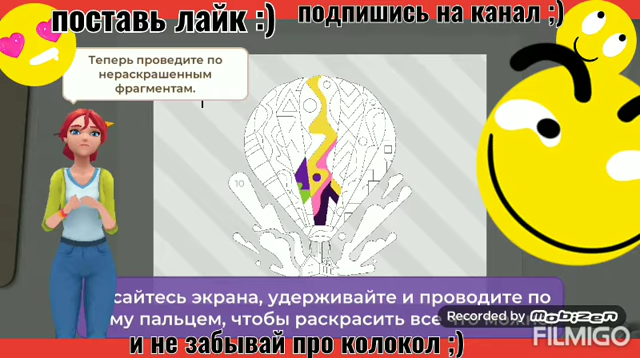 поставь лайк :)
подпишись на канал ;)
Теперь проведите по
нераскрашенным
фрагментам.
10
сайтесь экрана, удерживайте и проводите по
му пальцем, чтобы раскрасить все
Recorded by Mobizen
FILMIGO
и не забывай про колокол ;)